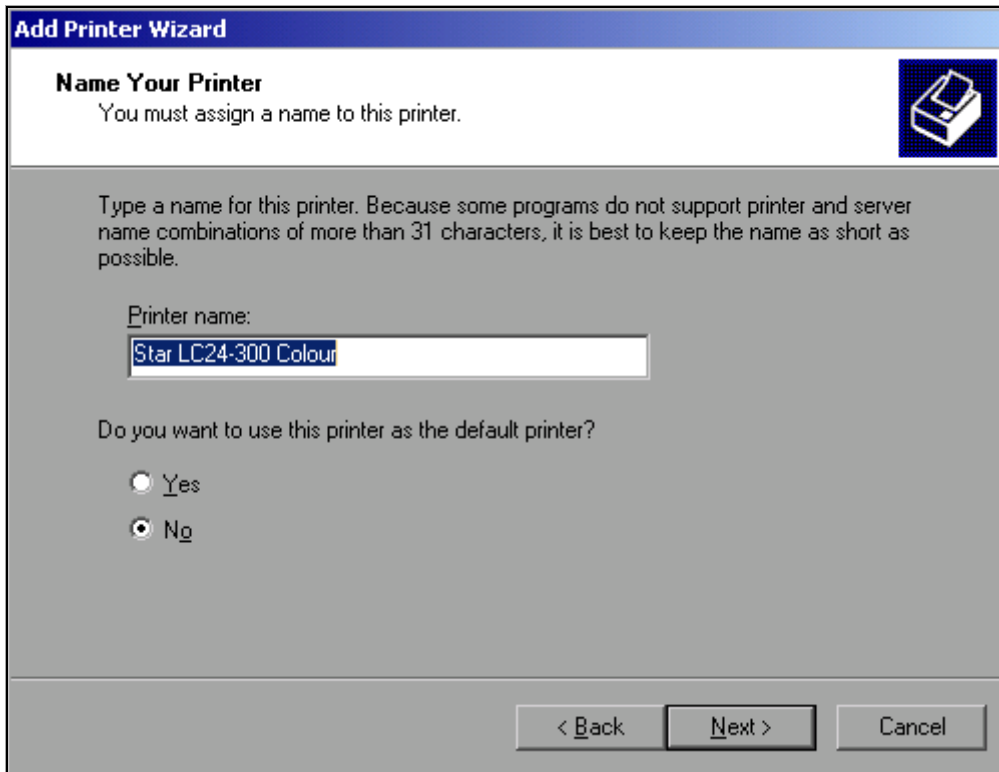 Add Printer Wizard
Name Your Printer
You must assign a name to this printer.
Type a name for this printer. Because some programs do not support printer and server
name combinations of more than 31 characters, it is best to keep the name as short as
possible.
Printer name:
Star LC24-300 Colour
Do you want to use this printer as the default printer?
Yes
No
< Back
Next >
Cancel